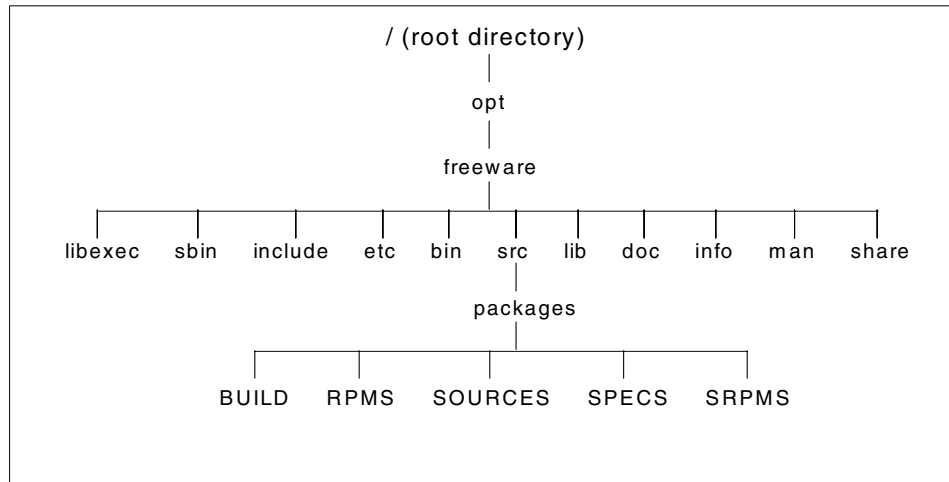 / (root directory)
opt
freeware
libexec sbin include etc bin src lib doc info man share
packages
BUILD RPMS SOURCES SPECS SRPMS